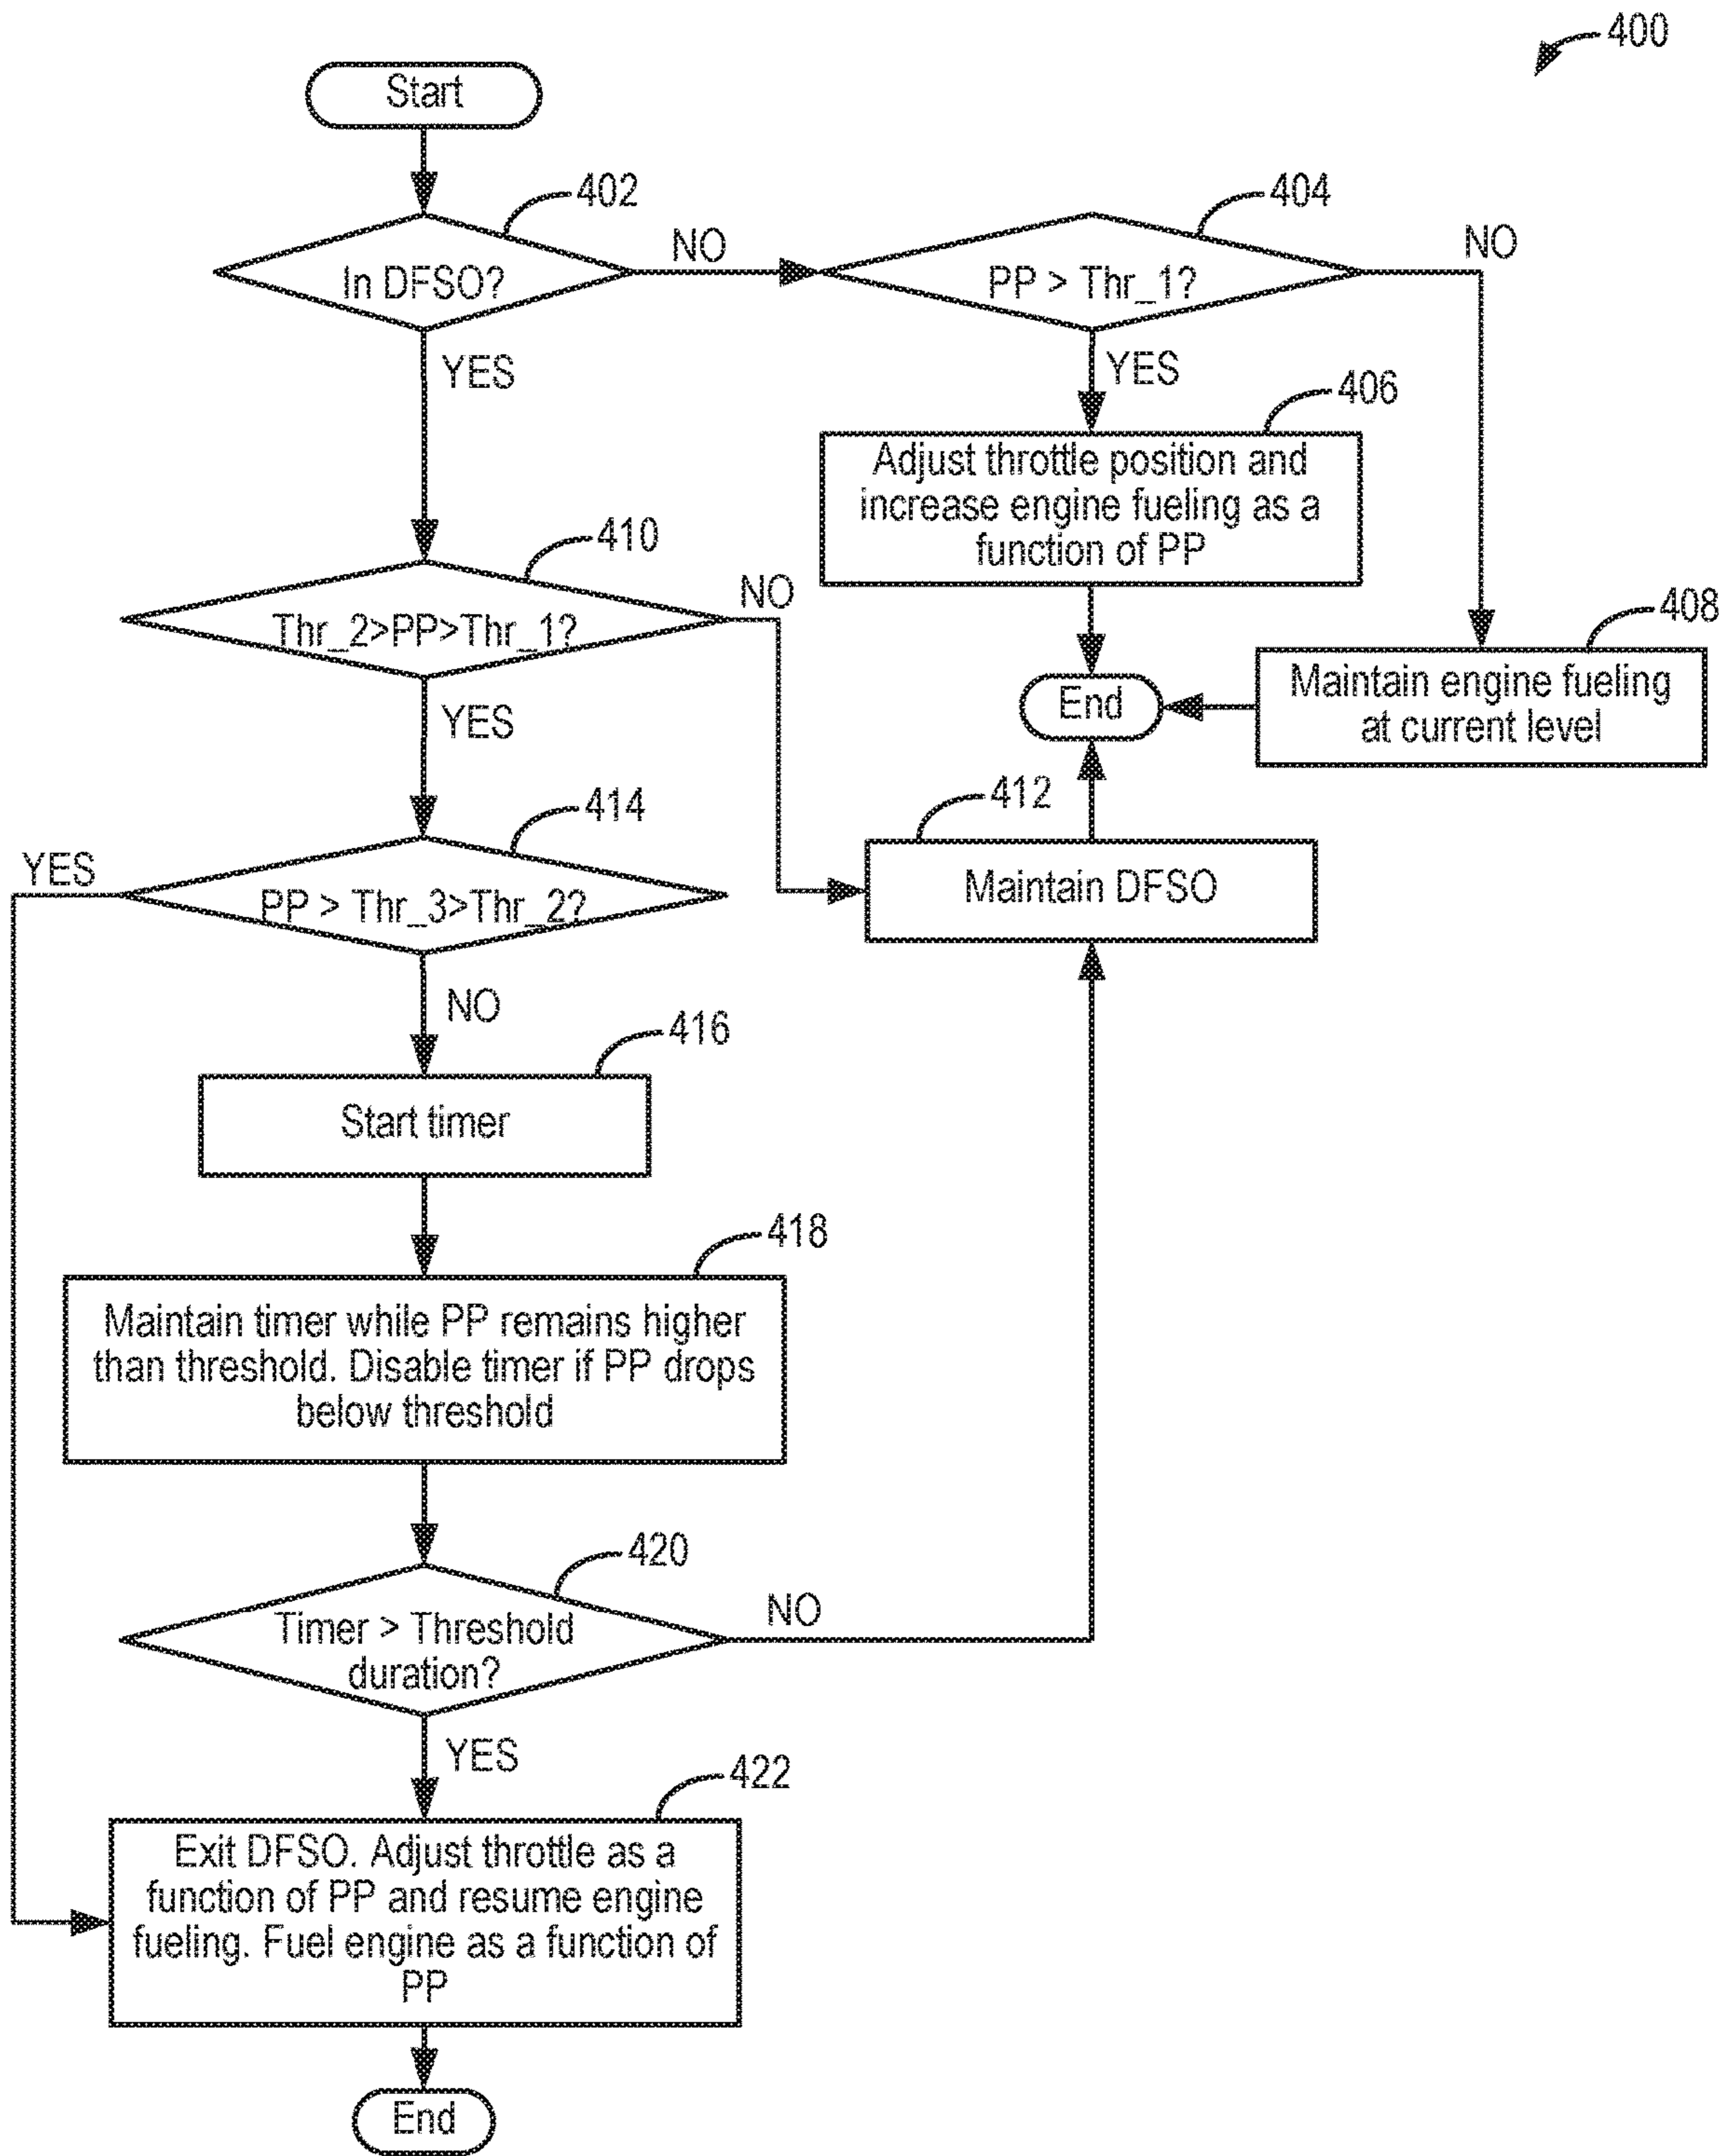 400
Start
402
In DFSO?
NO
404
PP > Thr_1?
NO
YES
YES
406
Adjust throttle position and
increase engine fueling as a
function of PP
410
Thr_2>PP>Thr_1?
NO
408
Maintain engine fueling
at current level
End
YES
414
PP > Thr_3>Thr_2?
YES
412
Maintain DFSO
NO
416
Start timer
418
Maintain timer while PP remains higher
than threshold. Disable timer if PP drops
below threshold
420
Timer > Threshold
duration?
NO
YES
422
Exit DFSO. Adjust throttle as a
function of PP and resume engine
fueling. Fuel engine as a function of
PP
End